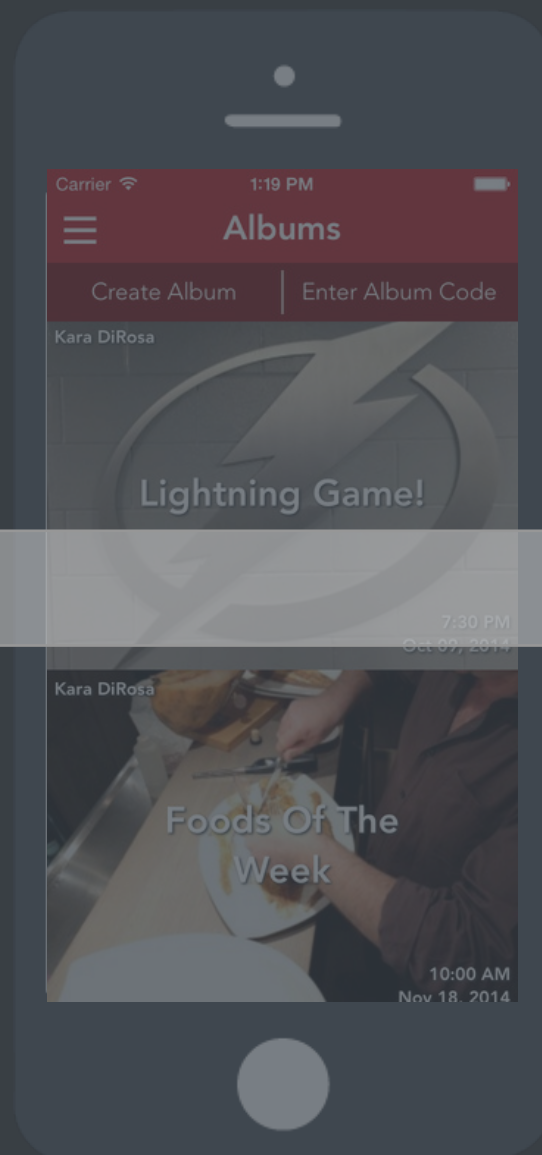 Carrier 1:19 PM
Albums
Create Album Enter Album Code
Kara DiRosa
Lightning Game!
7:30 PM
Oct 09, 2014
Kara DiRosa
Foods Of The
Week
10:00 AM
Nov 18, 2014